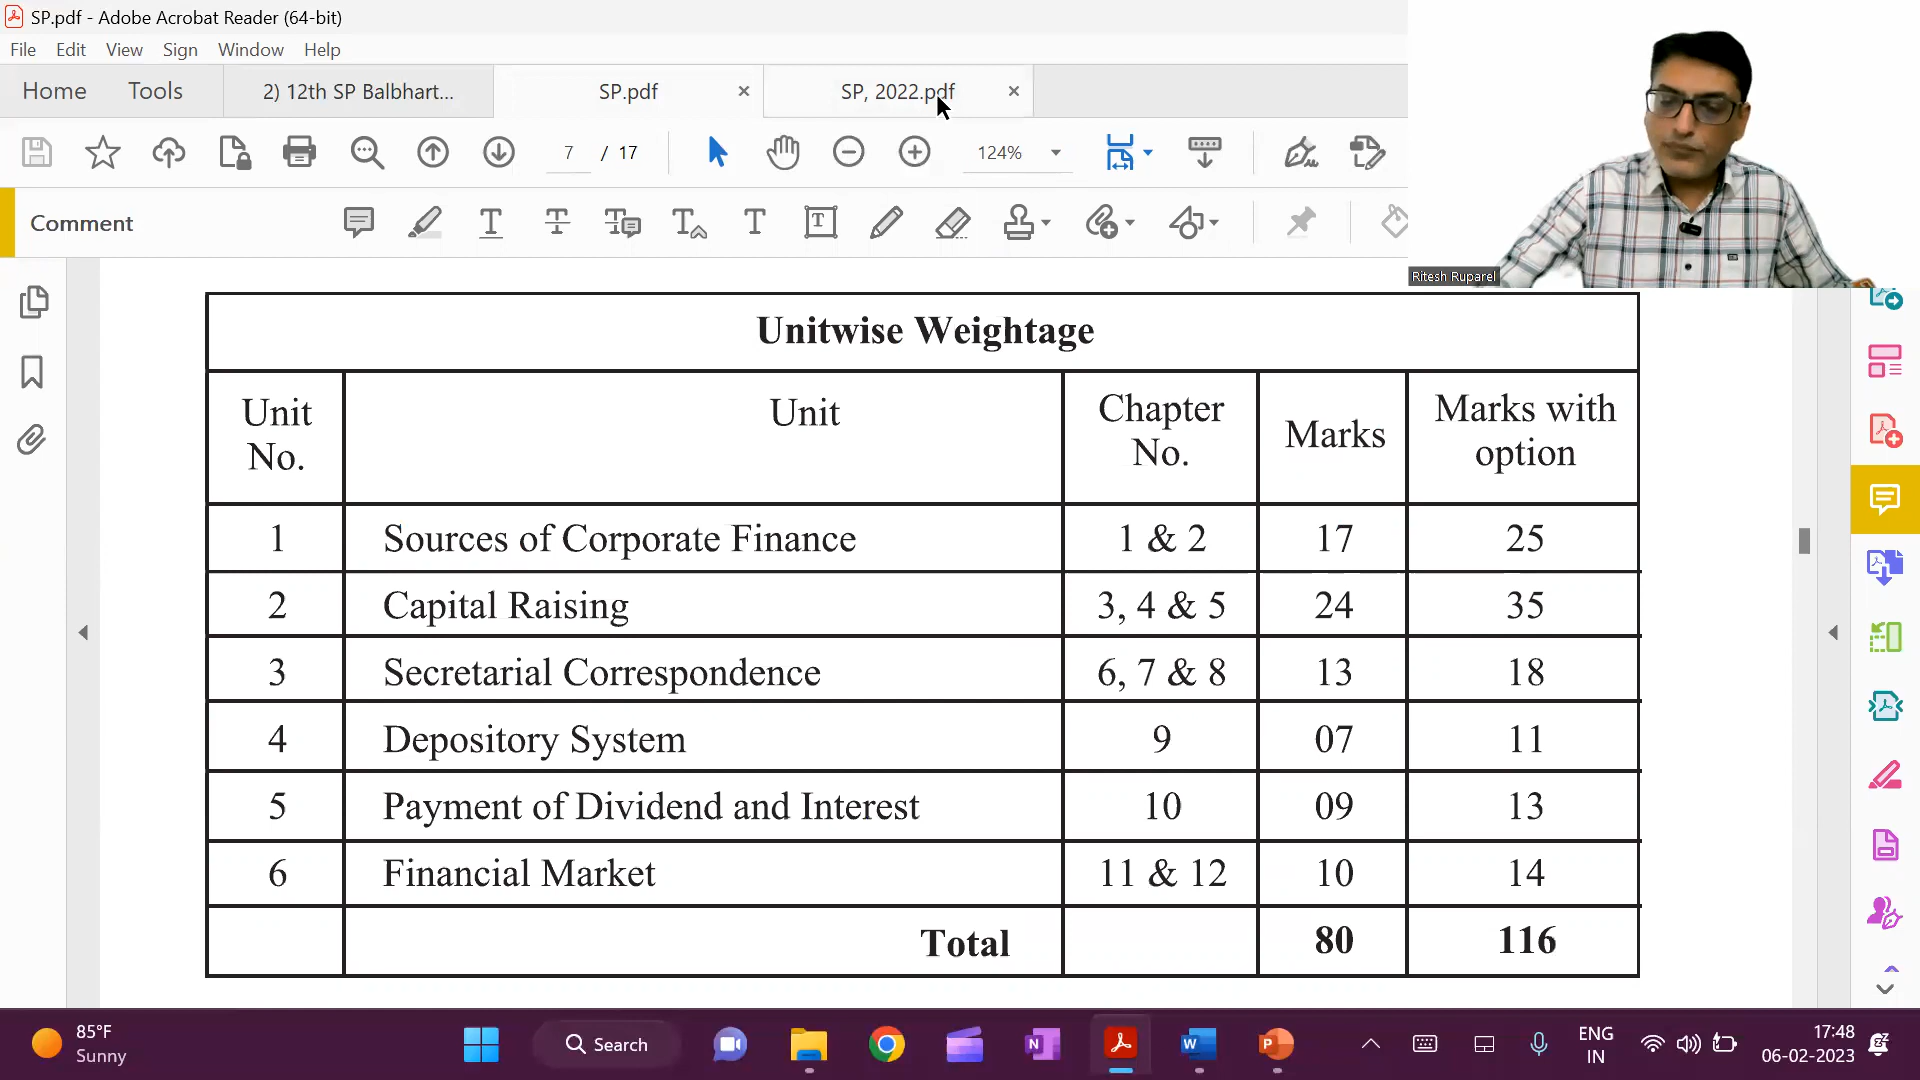 SP.pdf - Adobe Acrobat Reader (64-bit)
File Edit View Sign Window Help
Home Tools 2) 12th SP Balbhart... SP.pdf SP, 2022.pdf
7 / 17 124%
Comment
Ritesh Ruparel
Unitwise Weightage
Unit No. Unit Chapter No. Marks Marks with option
1 Sources of Corporate Finance 1 & 2 17 25
2 Capital Raising 3, 4 & 5 24 35
3 Secretarial Correspondence 6, 7 & 8 13 18
4 Depository System 9 07 11
5 Payment of Dividend and Interest 10 09 13
6 Financial Market 11 & 12 10 14
Total 80 116
85°F
Sunny
Search
ENG
IN
17:48
06-02-2023